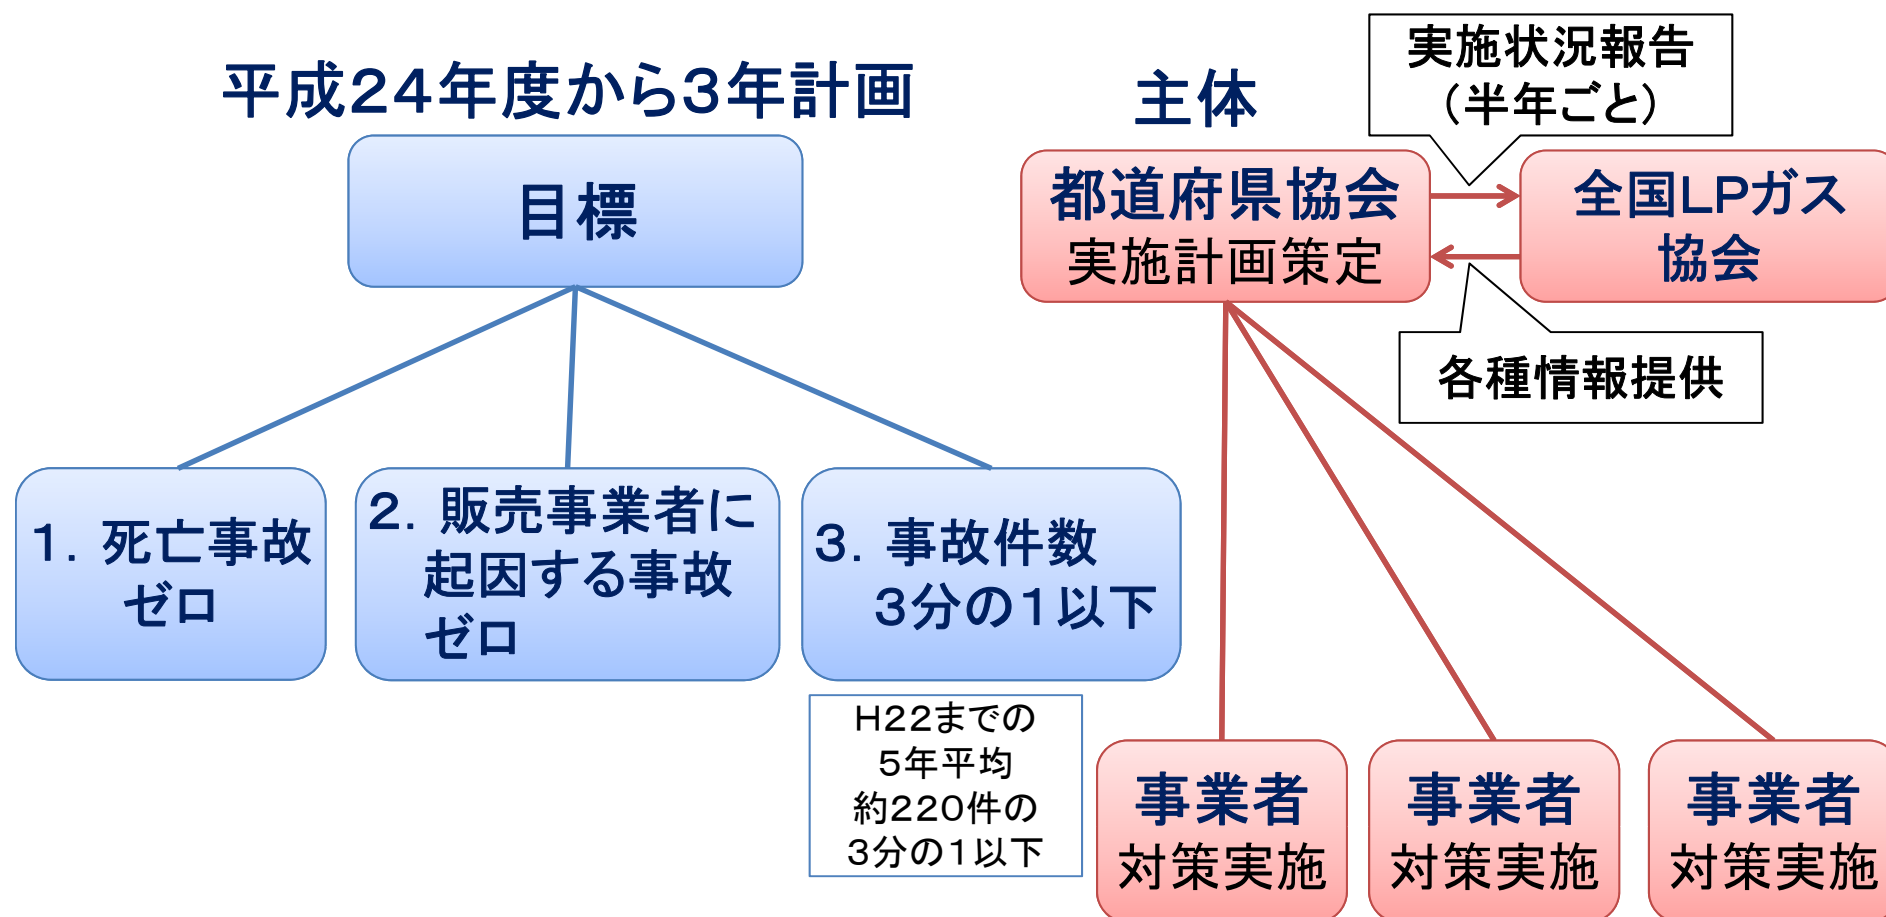 平成２４年度から３年計画
目標
１．死亡事故
ゼロ
２．販売事業者に
起因する事故
ゼロ
３．事故件数
３分の１以下
H２２までの
５年平均
約２２０件の
３分の１以下
主体
実施状況報告
（半年ごと）
都道府県協会
実施計画策定
全国ＬＰガス
協会
各種情報提供
事業者
対策実施
事業者
対策実施
事業者
対策実施